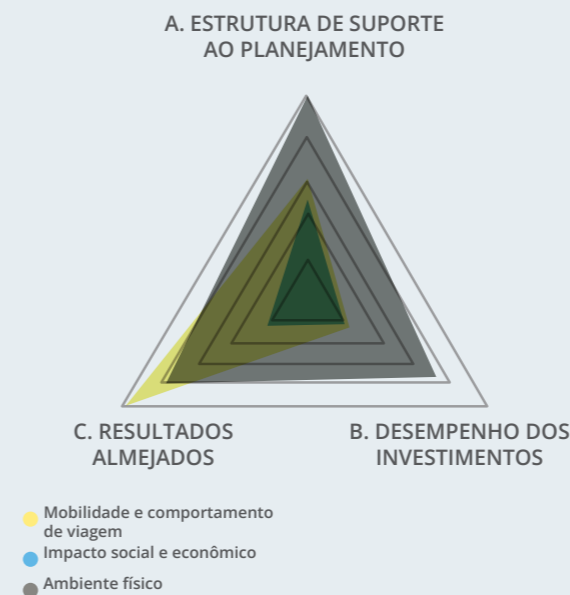 A. ESTRUTURA DE SUPORTE
AO PLANEJAMENTO
C. RESULTADOS
ALMEJADOS
B. DESEMPENHO DOS
INVESTIMENTOS
Mobilidade e comportamento
de viagem
Impacto social e econômico
Ambiente físico